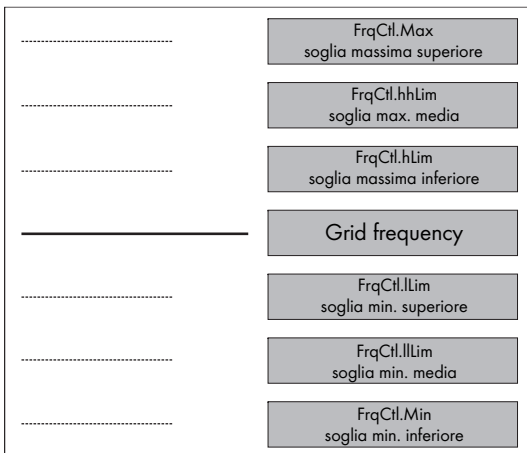 FrqCtl.Max
soglia massima superiore
FrqCtl.hhLim
soglia max. media
FrqCtl.hLim
soglia massima inferiore
Grid frequency
FrqCtl.lLim
soglia min. superiore
FrqCtl.llLim
soglia min. media
FrqCtl.Min
soglia min. inferiore